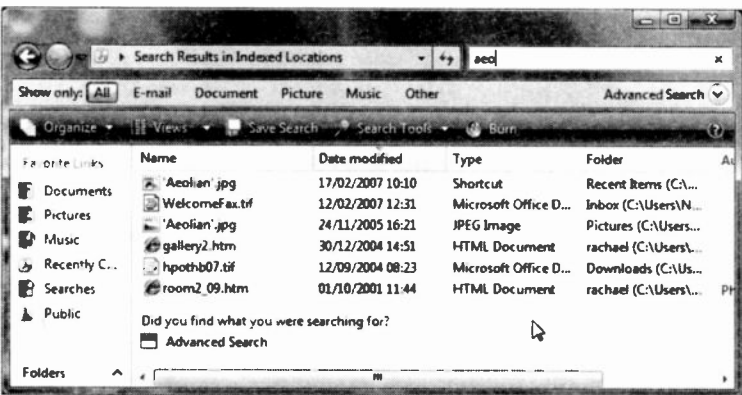 Search Results in Indexed Locations aeo
Show only: All E-mail Document Picture Music Other Advanced Search
Organize Views Save Search Search Tools Burn
Favorite Links Name Date modified Type Folder
Documents 'Aeolian'.jpg 17/02/2007 10:10 Shortcut Recent Items (C:\...
WelcomeFax.tif 12/02/2007 12:31 Microsoft Office D... Inbox (C:\Users\N...
Pictures 'Aeolian'.jpg 24/11/2005 16:21 JPEG Image Pictures (C:\Users...
Music gallery2.htm 30/12/2004 14:51 HTML Document rachael (C:\Users\...
Recently C... hpothb07.tif 12/09/2004 08:23 Microsoft Office D... Downloads (C:\Us...
Searches room2_09.htm 01/10/2001 11:44 HTML Document rachael (C:\Users\...
Public
Did you find what you were searching for?
Advanced Search
Folders